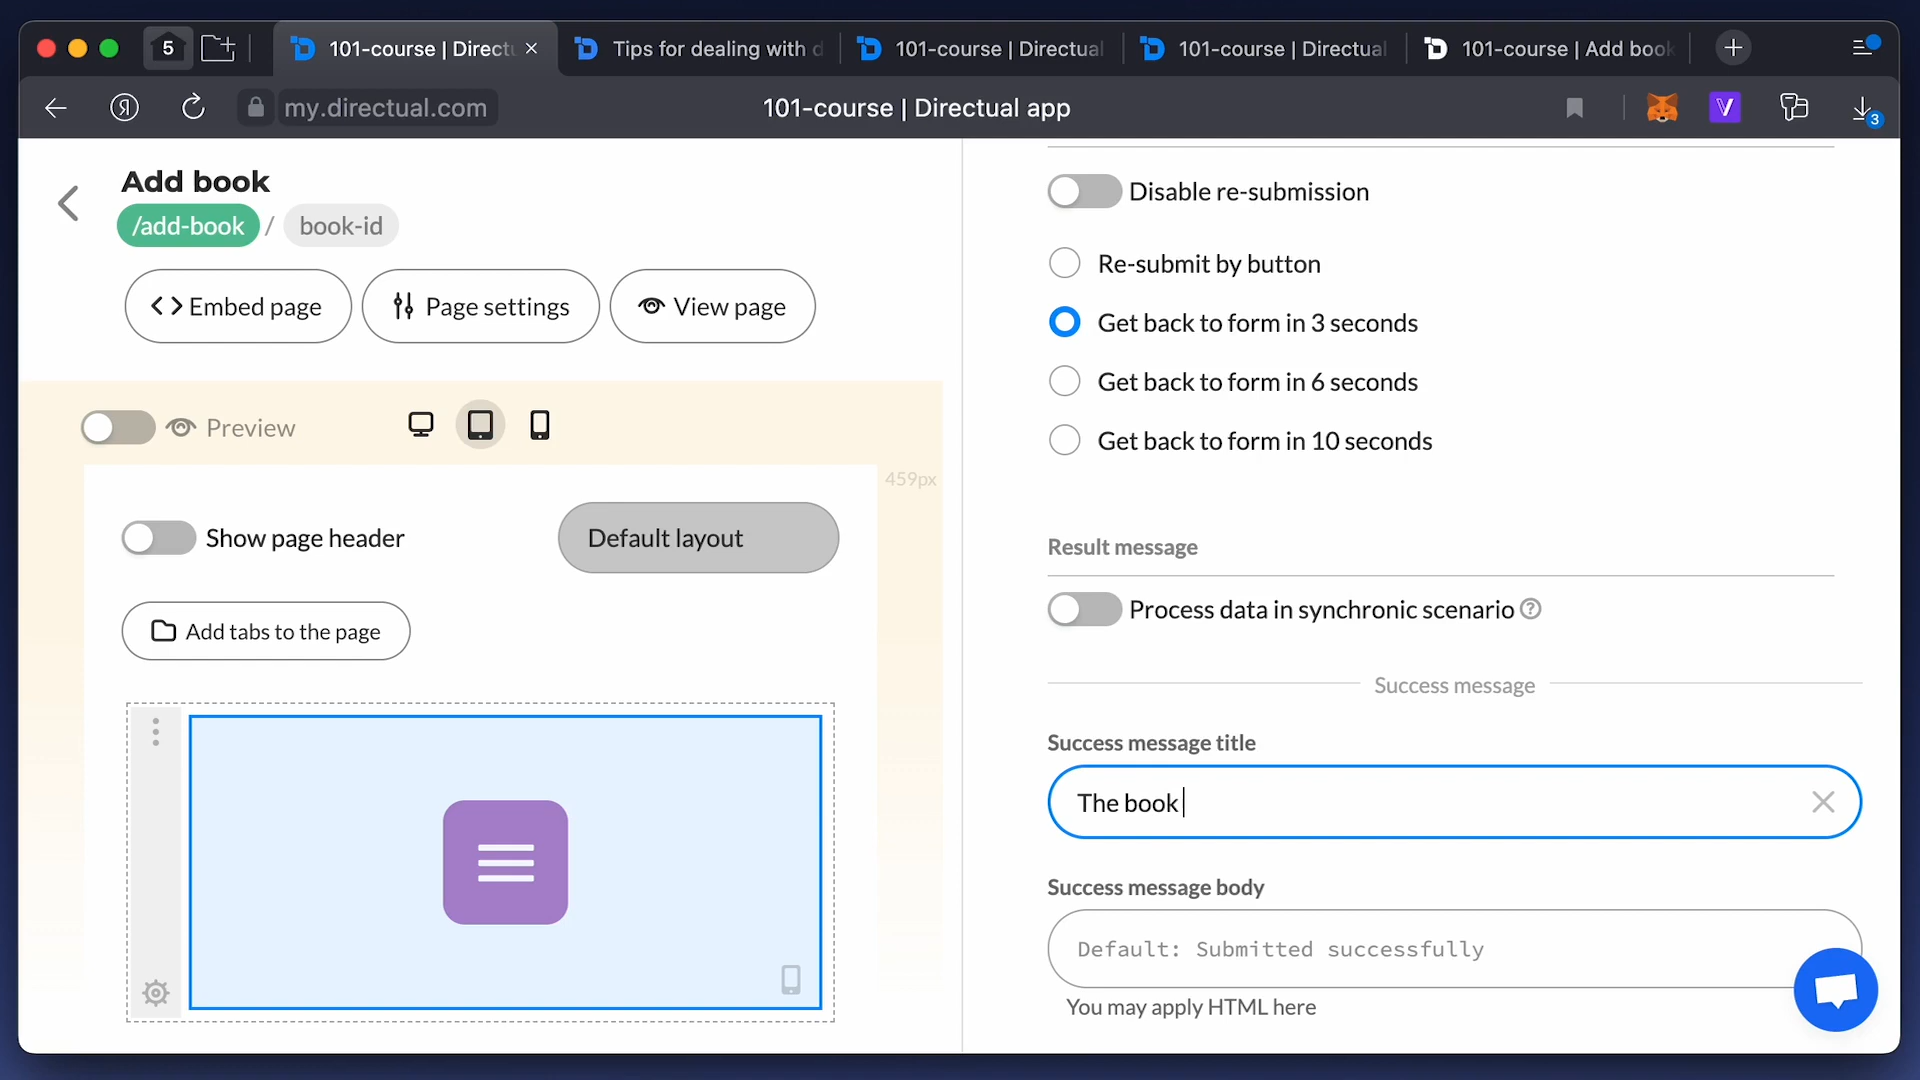 5
101-course | Direct
Tips for dealing with d
101-course | Directual
101-course | Directual
101-course | Add book
Я
my.directual.com
101-course | Directual app
V
3
Add book
/add-book / book-id
Embed page
Page settings
View page
Preview
459px
Show page header
Default layout
Add tabs to the page
Disable re-submission
Re-submit by button
Get back to form in 3 seconds
Get back to form in 6 seconds
Get back to form in 10 seconds
Result message
Process data in synchronic scenario ?
Success message
Success message title
The book
Success message body
Default: Submitted successfully
You may apply HTML here